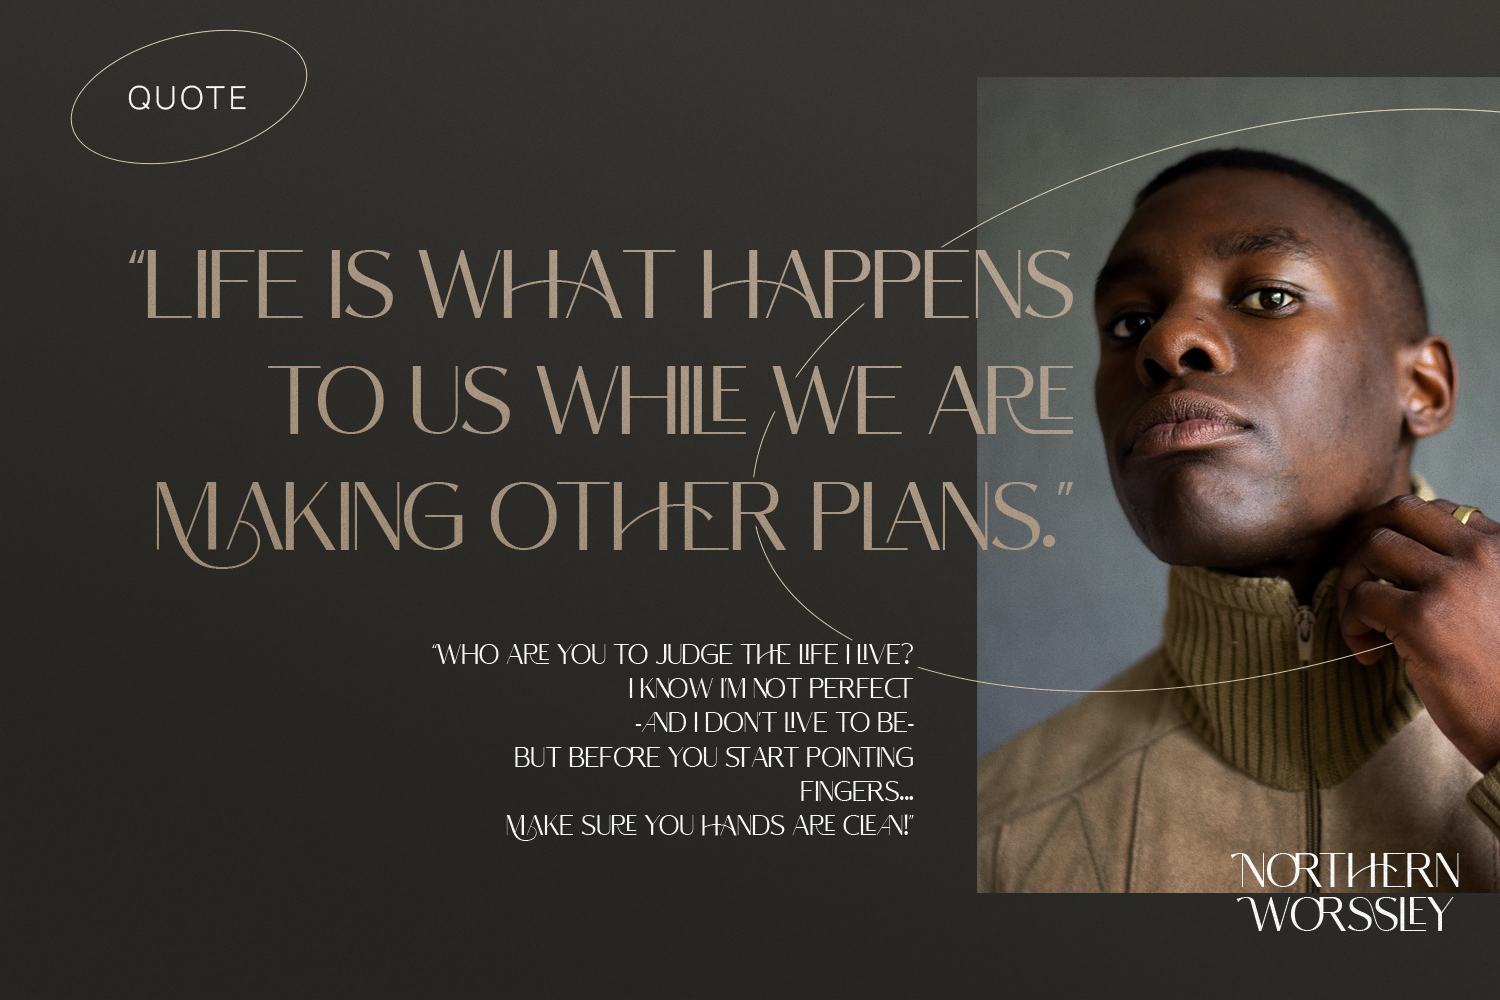 QUOTE
“LIFE IS WHAT HAPPENS
TO US WHILE WE ARE
MAKING OTHER PLANS.”
“WHO ARE YOU TO JUDGE THE LIFE I LIVE?
I KNOW I'M NOT PERFECT
-AND I DON'T LIVE TO BE-
BUT BEFORE YOU START POINTING
FINGERS...
MAKE SURE YOU HANDS ARE CLEAN!”
NORTHERN
WORSSLEY